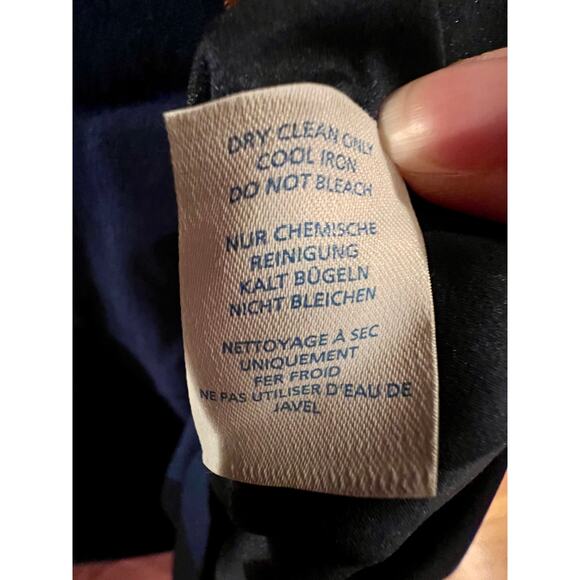 DRY CLEAN ONLY
COOL IRON
DO NOT BLEACH
NUR CHEMISCHE
REINIGUNG
KALT BÜGELN
NICHT BLEICHEN
NETTOYAGE À SEC
UNIQUEMENT
FER FROID
NE PAS UTILISER D'EAU DE
JAVEL